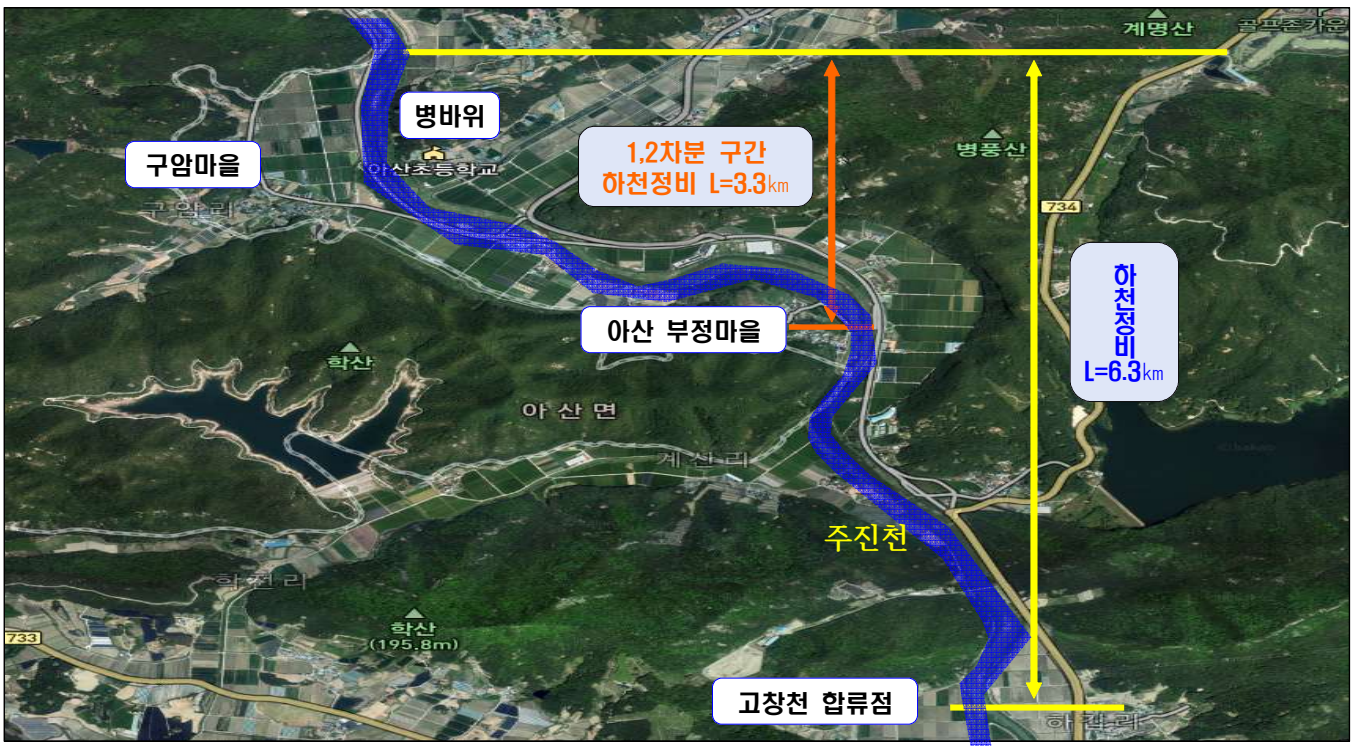 계명산
골프존카운
병바위
1,2차분 구간
하천정비 L=3.3km
병풍산
구암마을
아산초등학교
구암리
734
하천정비
L=6.3km
아산 부정마을
학산
아산면
계산리
주진천
학전리
학산
(195.8m)
733
고창천 합류점
하갑리